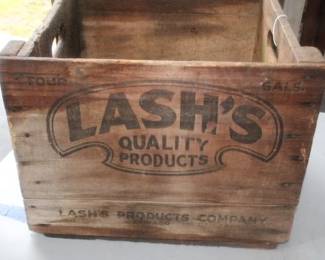 FOUR GALS.
LASH'S
QUALITY
PRODUCTS
LASH'S PRODUCTS COMPANY